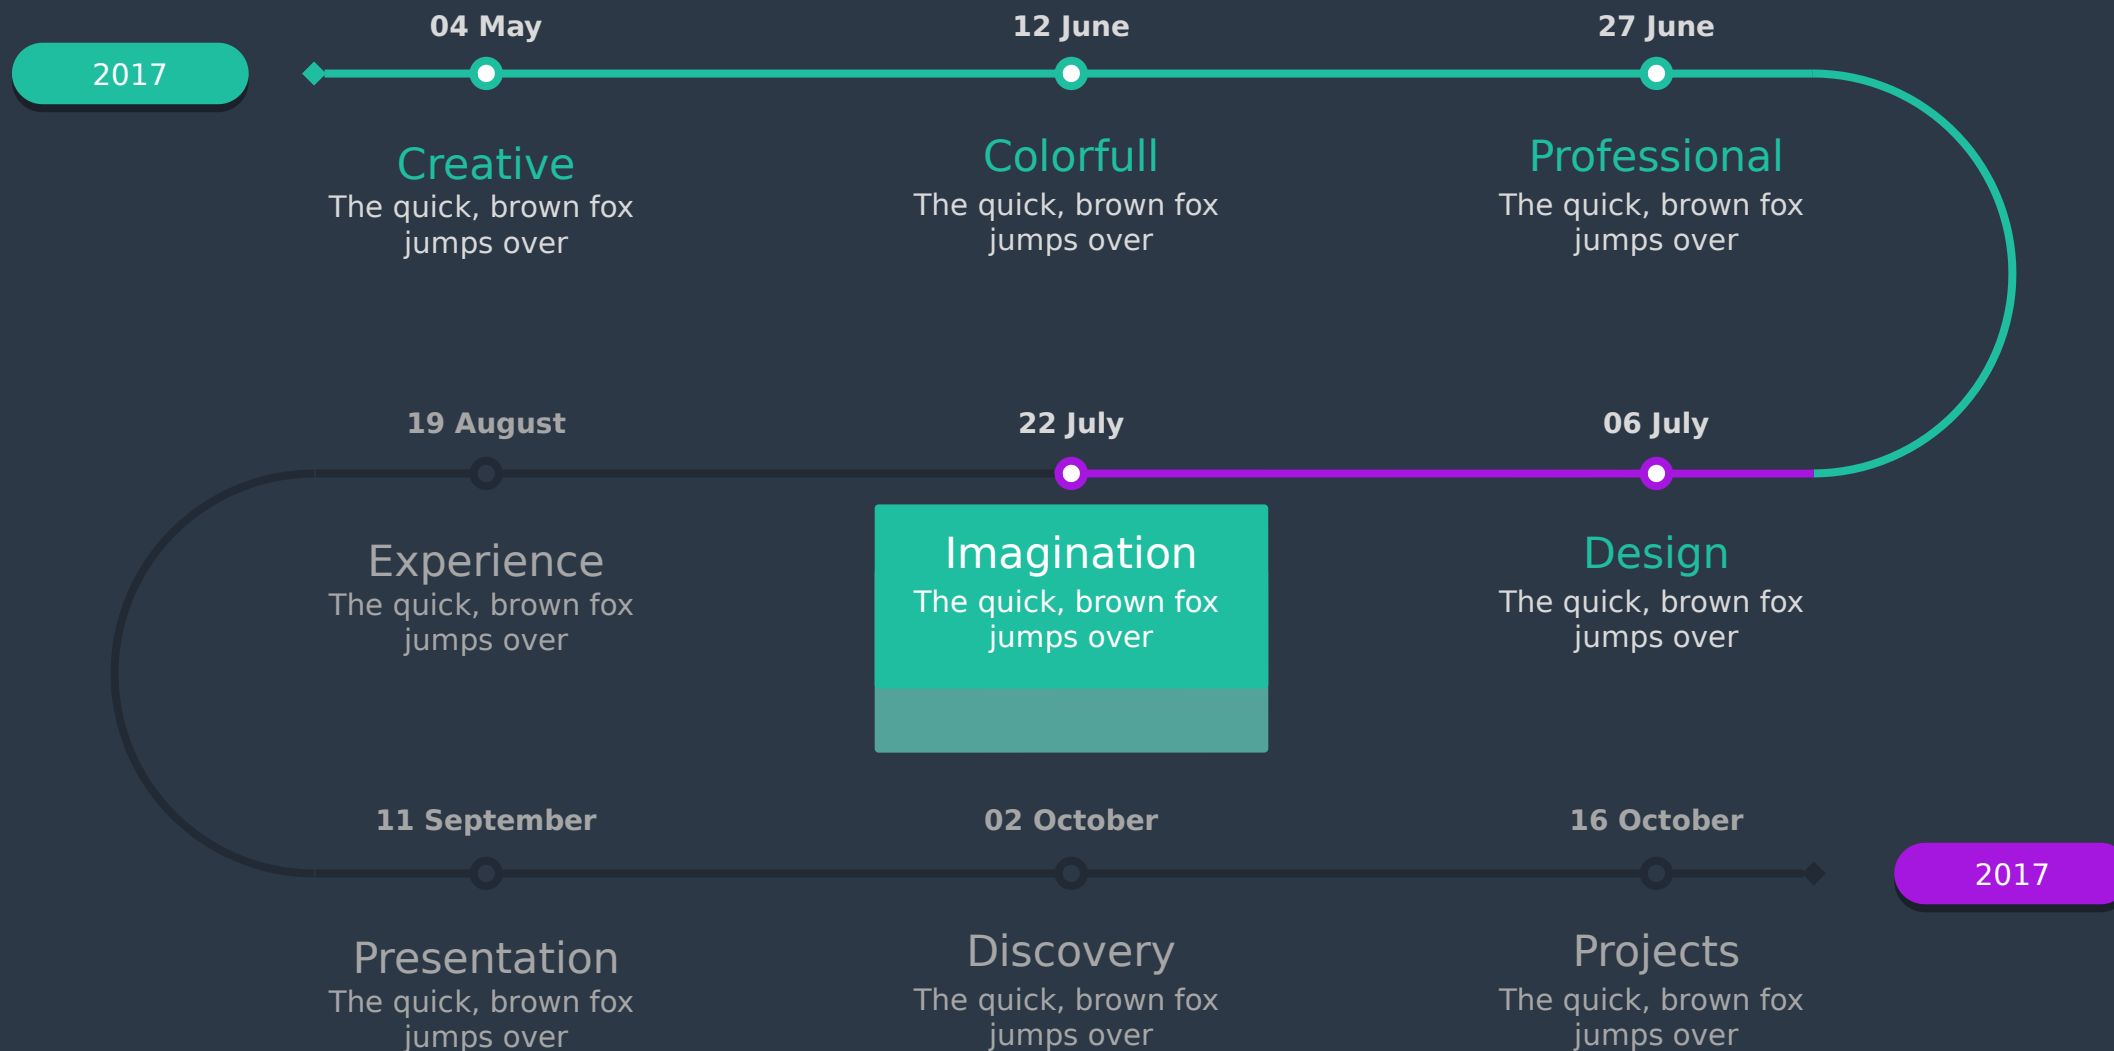 04 May
12 June
27 June
2017
Creative
The quick, brown fox
jumps over
Colorfull
The quick, brown fox
jumps over
Professional
The quick, brown fox
jumps over
19 August
22 July
06 July
Experience
The quick, brown fox
jumps over
Imagination
The quick, brown fox
jumps over
Design
The quick, brown fox
jumps over
11 September
02 October
16 October
2017
Presentation
The quick, brown fox
jumps over
Discovery
The quick, brown fox
jumps over
Projects
The quick, brown fox
jumps over